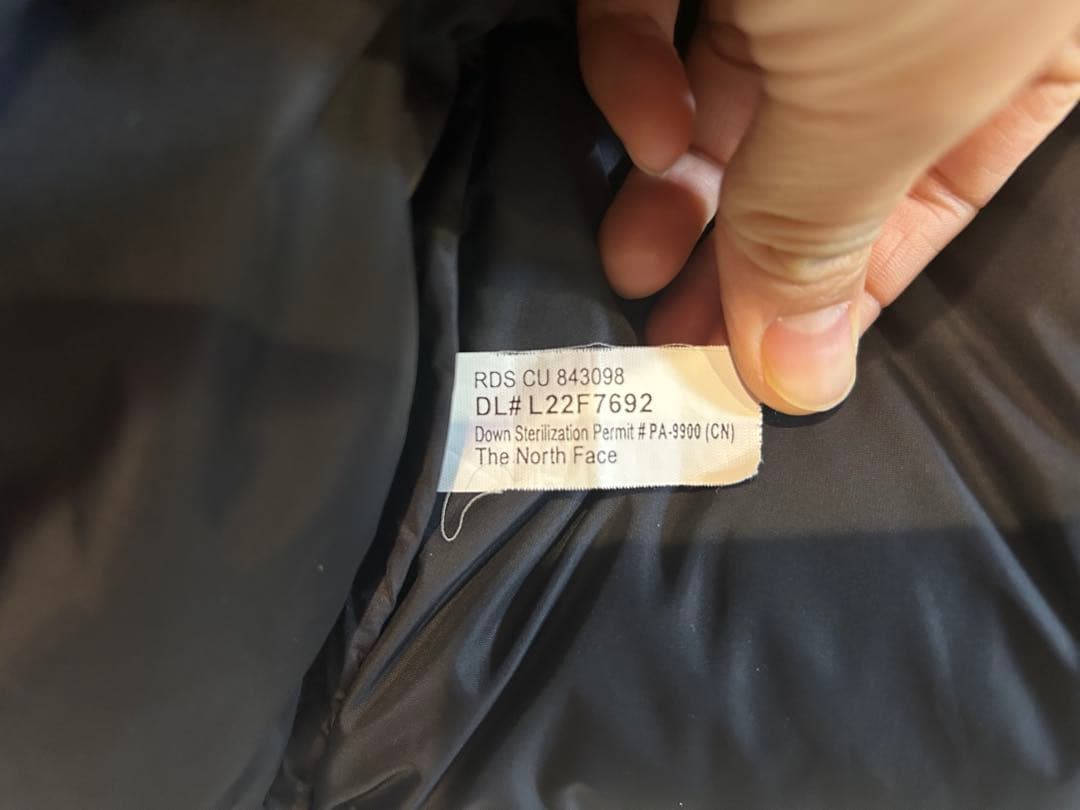 RDS CU 843098
DL# L22F7692
Down Sterilization Permit # PA-9900 (CN)
The North Face